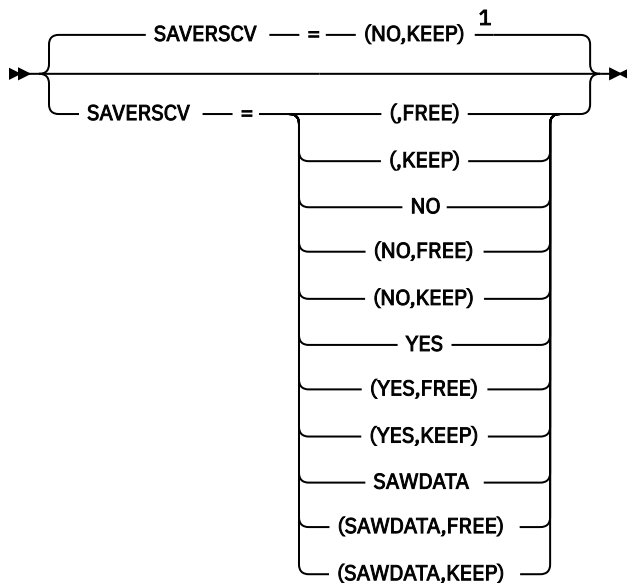 SAVERSCV = (NO,KEEP) 1
SAVERSCV = (,FREE)
(,KEEP)
NO
(NO,FREE)
(NO,KEEP)
YES
(YES,FREE)
(YES,KEEP)
SAWDATA
(SAWDATA,FREE)
(SAWDATA,KEEP)